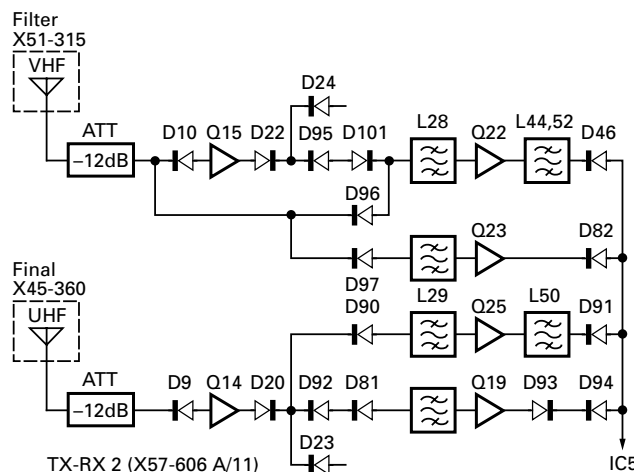 Filter
X51-315
VHF
ATT
−12dB
D10 Q15 D22
D24
D95 D101
L28 Q22 L44,52 D46
D96
D97
Q23 D82
Final
X45-360
UHF
ATT
−12dB
D90 L29 Q25 L50 D91
D9 Q14 D20 D92 D81 Q19 D93 D94
D23
TX-RX 2 (X57-606 A/11)
IC5